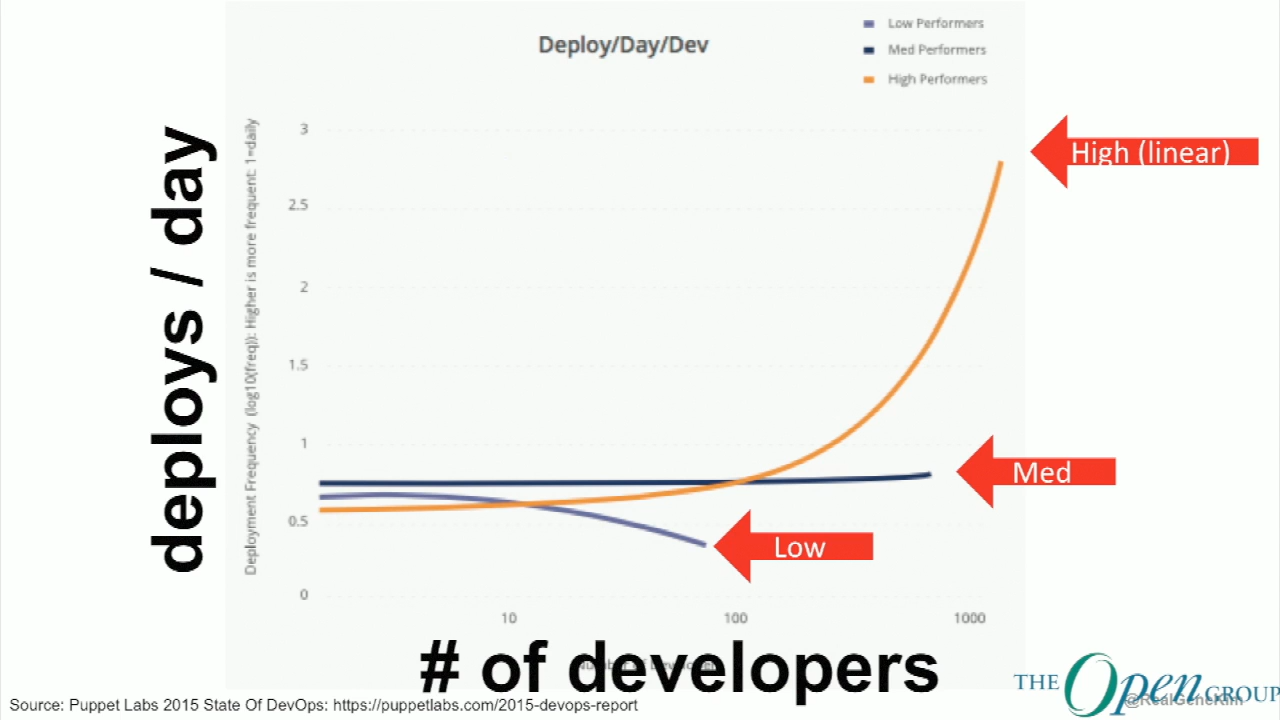 Low Performers
Deploy/Day/Dev
Med Performers
High Performers
deploys / day
Deployment Frequency (log10(freq)): Higher is more frequent: 1=daily
3
2.5
2
1.5
1
0.5
0
High (linear)
Med
Low
10
100
1000
# of developers
THE Open GROUP
@RealGeneKim
Source: Puppet Labs 2015 State Of DevOps: https://puppetlabs.com/2015-devops-report